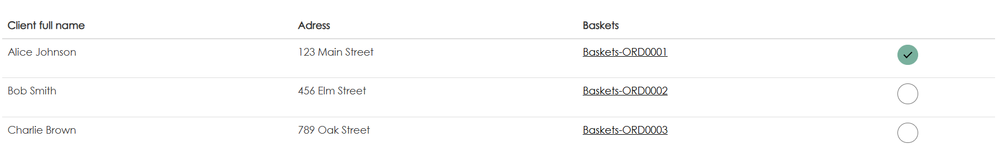 Client full name Adress Baskets
Alice Johnson 123 Main Street Baskets-ORD0001
Bob Smith 456 Elm Street Baskets-ORD0002
Charlie Brown 789 Oak Street Baskets-ORD0003